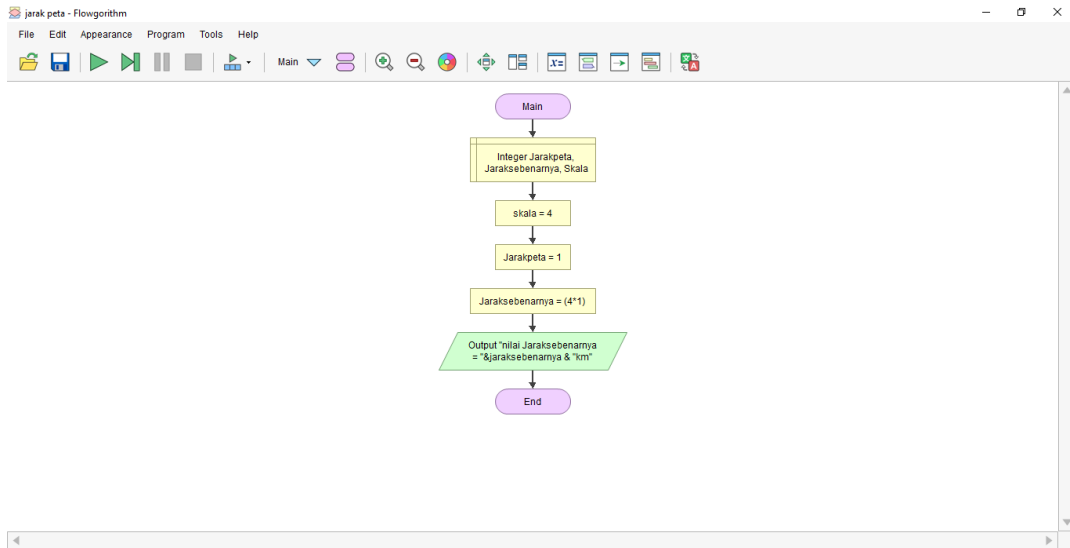 jarak peta - Flowgorithm
File Edit Appearance Program Tools Help
Main
Main
Integer Jarakpeta,
Jaraksebenarnya, Skala
skala = 4
Jarakpeta = 1
Jaraksebenarnya = (4*1)
Output "nilai Jaraksebenarnya
= "&jaraksebenarnya & "km"
End